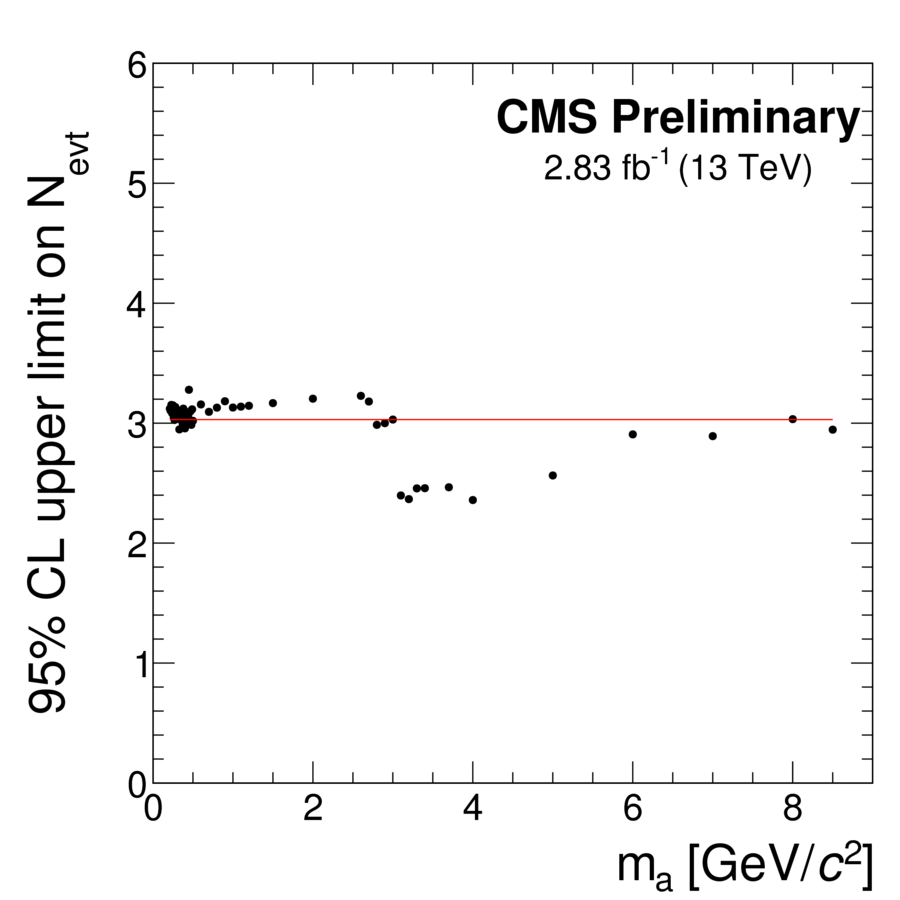 CMS Preliminary
2.83 fb⁻¹ (13 TeV)
95% CL upper limit on N_evt
6
5
4
3
2
1
0
0 2 4 6 8
m_a [GeV/c²]